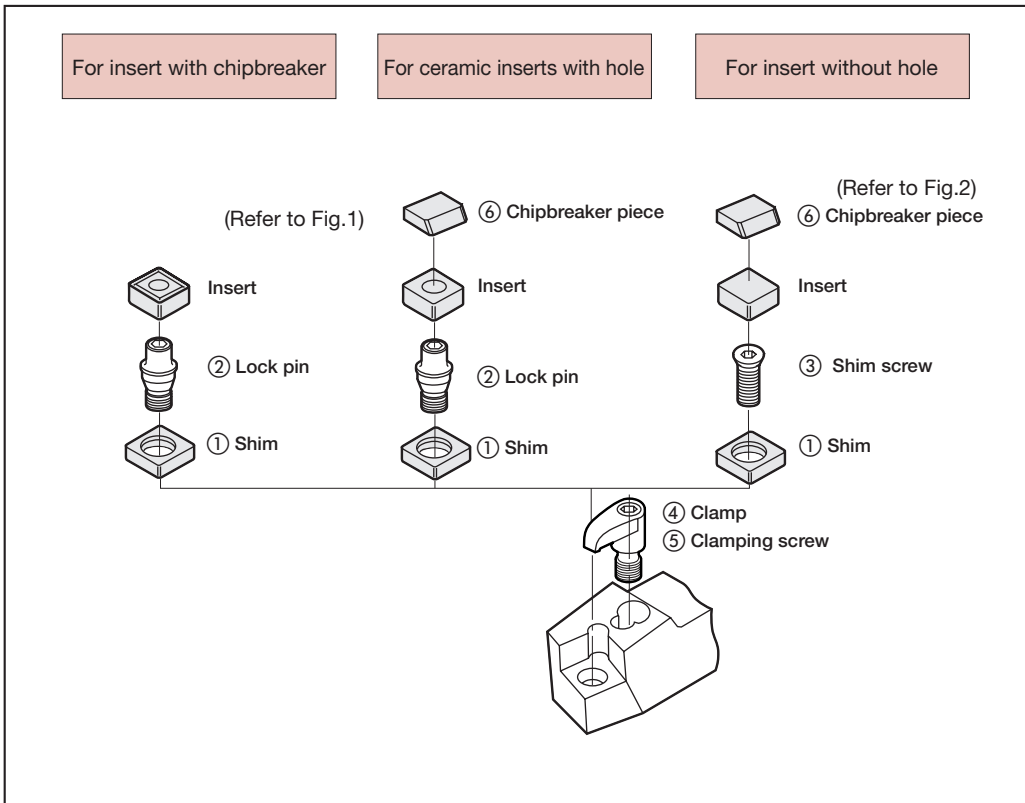 For insert with chipbreaker
For ceramic inserts with hole
For insert without hole
(Refer to Fig.1)
Insert
② Lock pin
① Shim
⑥ Chipbreaker piece
Insert
② Lock pin
① Shim
(Refer to Fig.2)
⑥ Chipbreaker piece
Insert
③ Shim screw
① Shim
④ Clamp
⑤ Clamping screw